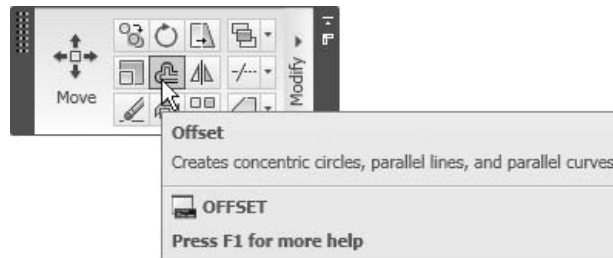 Move
Modify
Offset
Creates concentric circles, parallel lines, and parallel curves
OFFSET
Press F1 for more help